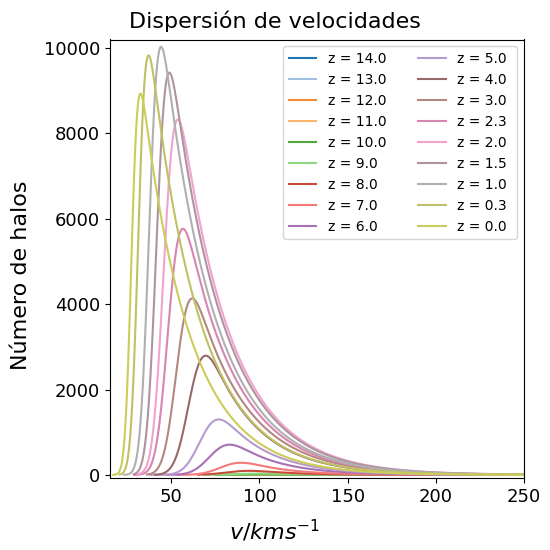 Dispersión de velocidades
Número de halos
10000
8000
6000
4000
2000
0
z = 14.0
z = 13.0
z = 12.0
z = 11.0
z = 10.0
z = 9.0
z = 8.0
z = 7.0
z = 6.0
z = 5.0
z = 4.0
z = 3.0
z = 2.3
z = 2.0
z = 1.5
z = 1.0
z = 0.3
z = 0.0
50 100 150 200 250
v/kms⁻¹